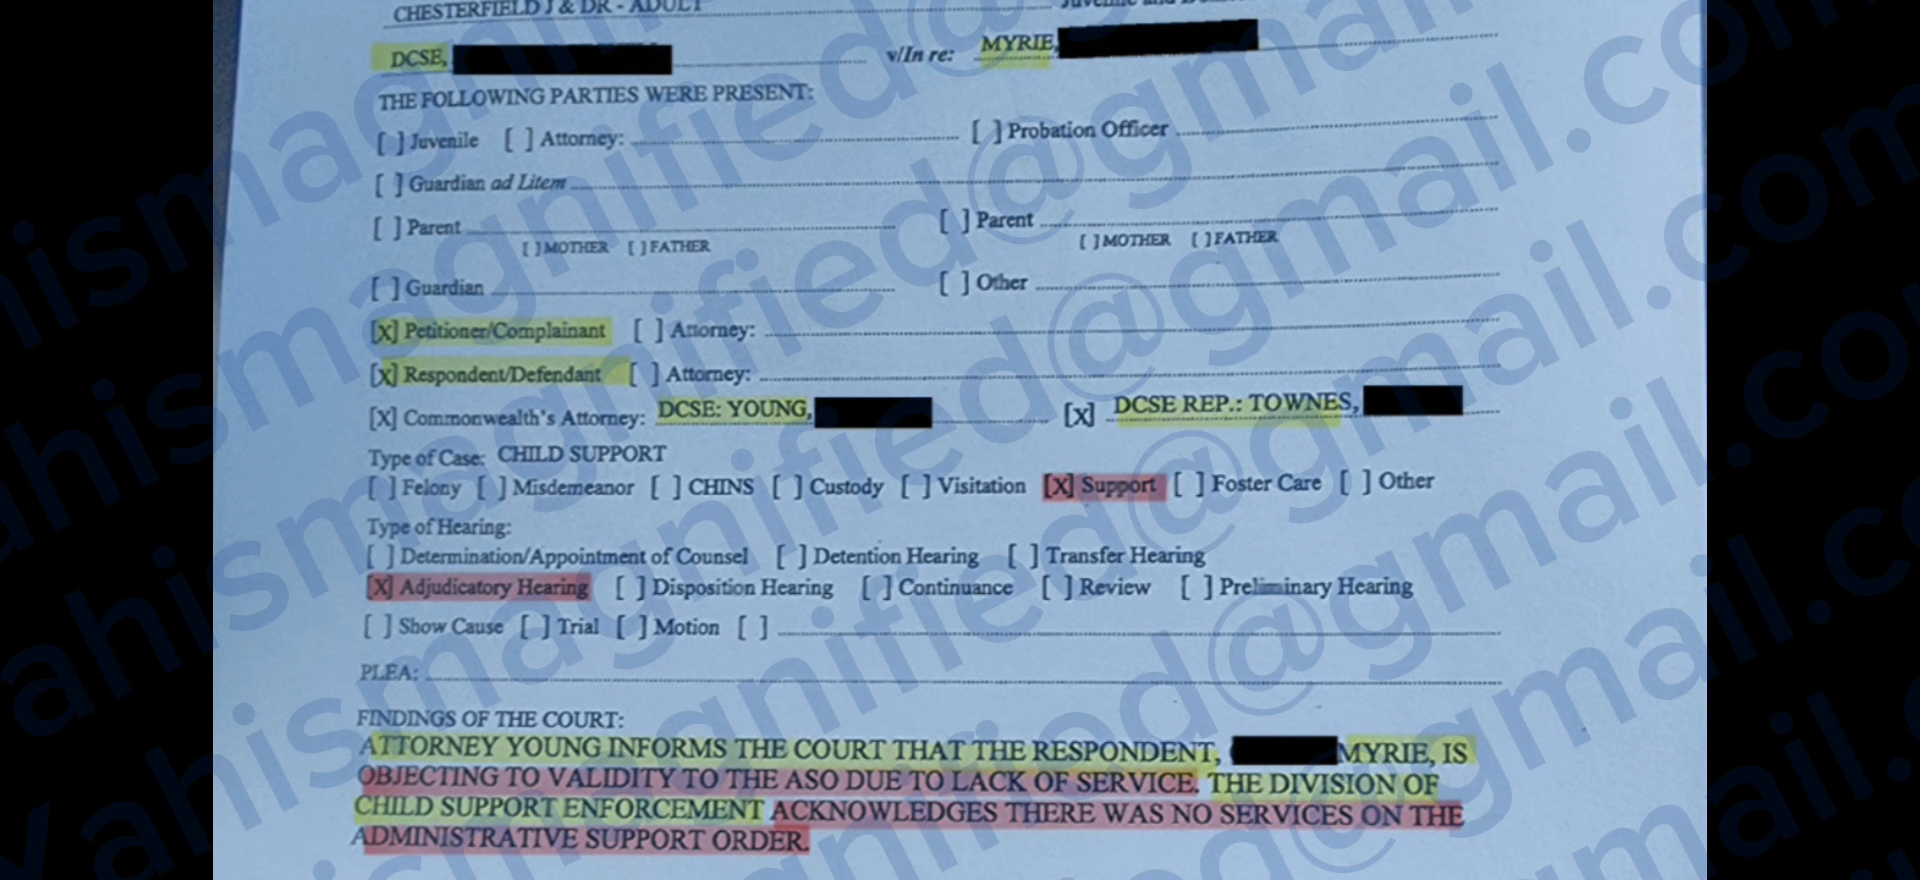 CHESTERFIELD J & DR - ADULT
DCSE, v/In re: MYRIE,
THE FOLLOWING PARTIES WERE PRESENT:
[ ] Juvenile [ ] Attorney: [ ] Probation Officer
[ ] Guardian ad Litem
[ ] Parent [ ] Parent
[ ] MOTHER [ ] FATHER [ ] MOTHER [ ] FATHER
[ ] Guardian [ ] Other
[X] Petitioner/Complainant [ ] Attorney:
[X] Respondent/Defendant [ ] Attorney:
[X] Commonwealth's Attorney: DCSE: YOUNG, [X] DCSE REP.: TOWNES,
Type of Case: CHILD SUPPORT
[ ] Felony [ ] Misdemeanor [ ] CHINS [ ] Custody [ ] Visitation [X] Support [ ] Foster Care [ ] Other
Type of Hearing:
[ ] Determination/Appointment of Counsel [ ] Detention Hearing [ ] Transfer Hearing
[X] Adjudicatory Hearing [ ] Disposition Hearing [ ] Continuance [ ] Review [ ] Preliminary Hearing
[ ] Show Cause [ ] Trial [ ] Motion [ ]
PLEA:
FINDINGS OF THE COURT:
ATTORNEY YOUNG INFORMS THE COURT THAT THE RESPONDENT, MYRIE, IS
OBJECTING TO VALIDITY TO THE ASO DUE TO LACK OF SERVICE. THE DIVISION OF
CHILD SUPPORT ENFORCEMENT ACKNOWLEDGES THERE WAS NO SERVICES ON THE
ADMINISTRATIVE SUPPORT ORDER.
Yahismagnified@gmail.com